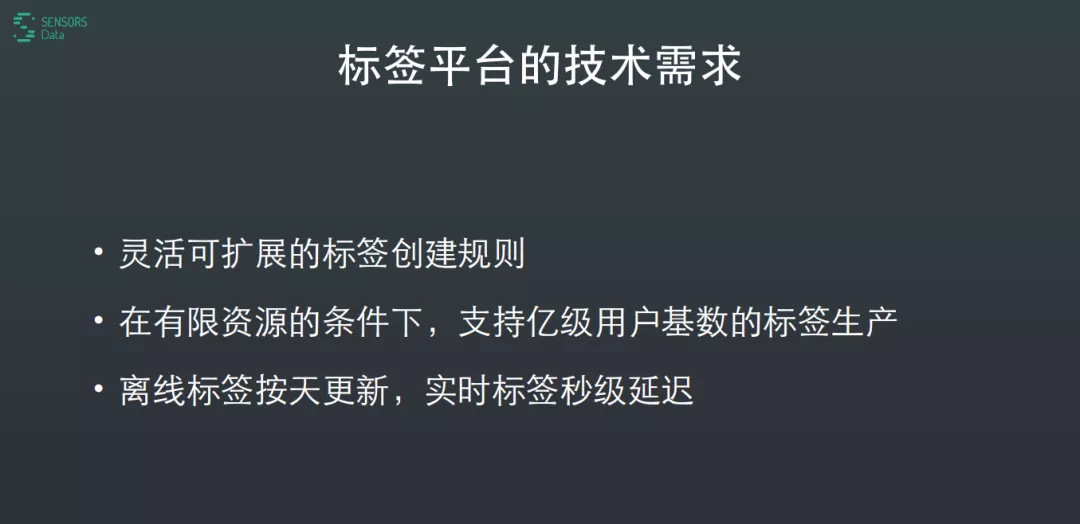 SENSORS
Data
标签平台的技术需求
• 灵活可扩展的标签创建规则
• 在有限资源的条件下，支持亿级用户基数的标签生产
• 离线标签按天更新，实时标签秒级延迟